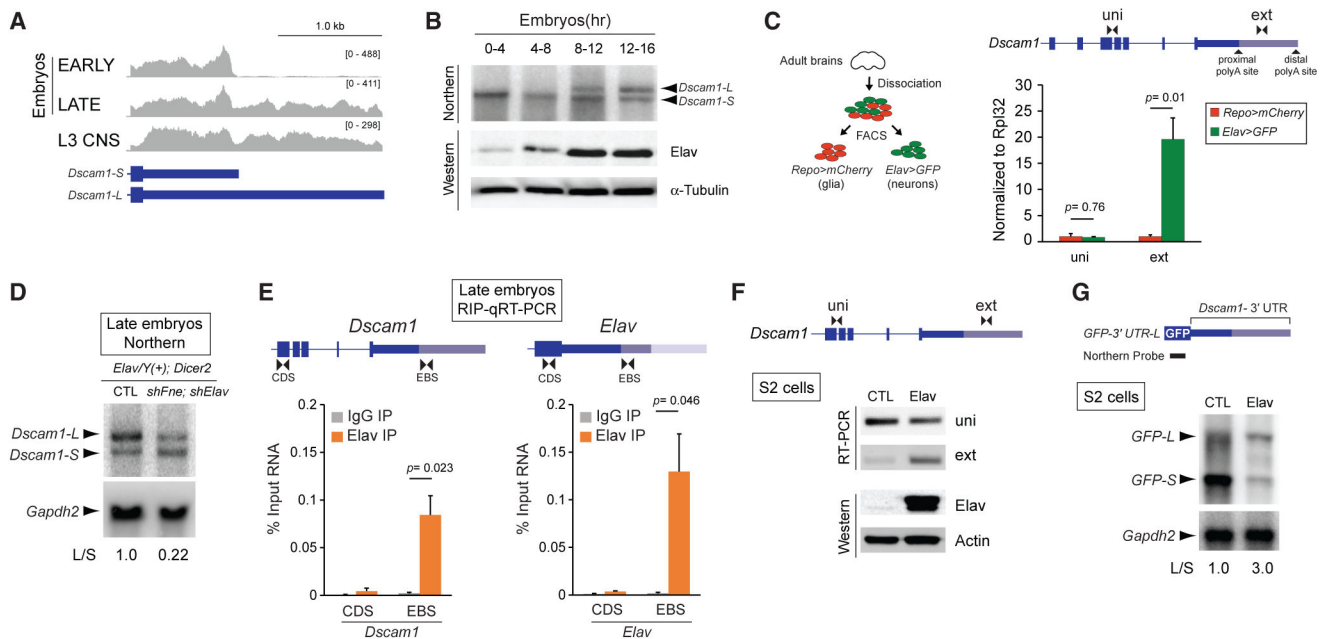 A
1.0 kb
Embryos
EARLY
[0 - 488]
LATE
[0 - 411]
L3 CNS
[0 - 298]
Dscam1-S
Dscam1-L
B
Embryos(hr)
0-4 4-8 8-12 12-16
Northern
Dscam1-L
Dscam1-S
Western
Elav
α-Tubulin
C
Adult brains
Dissociation
FACS
Repo>mCherry
(glia)
Elav>GFP
(neurons)
uni ext
Dscam1
proximal
polyA site
distal
polyA site
Normalized to Rpl32
30
25
20
15
10
5
0
p= 0.76
p= 0.01
Repo>mCherry
Elav>GFP
uni ext
D
Late embryos
Northern
Elav/Y(+); Dicer2
CTL shFne; shElav
Dscam1-L
Dscam1-S
Gapdh2
L/S 1.0 0.22
E
Late embryos
RIP-qRT-PCR
Dscam1
CDS EBS
% Input RNA
0.2
0.15
0.1
0.05
0
IgG IP
Elav IP
p= 0.023
CDS EBS
Dscam1
Elav
CDS EBS
% Input RNA
0.2
0.15
0.1
0.05
0
IgG IP
Elav IP
p= 0.046
CDS EBS
Elav
F
uni ext
Dscam1
S2 cells
CTL Elav
RT-PCR
uni
ext
Western
Elav
Actin
G
Dscam1- 3' UTR
GFP-3' UTR-L GFP
Northern Probe
S2 cells
CTL Elav
GFP-L
GFP-S
Gapdh2
L/S 1.0 3.0